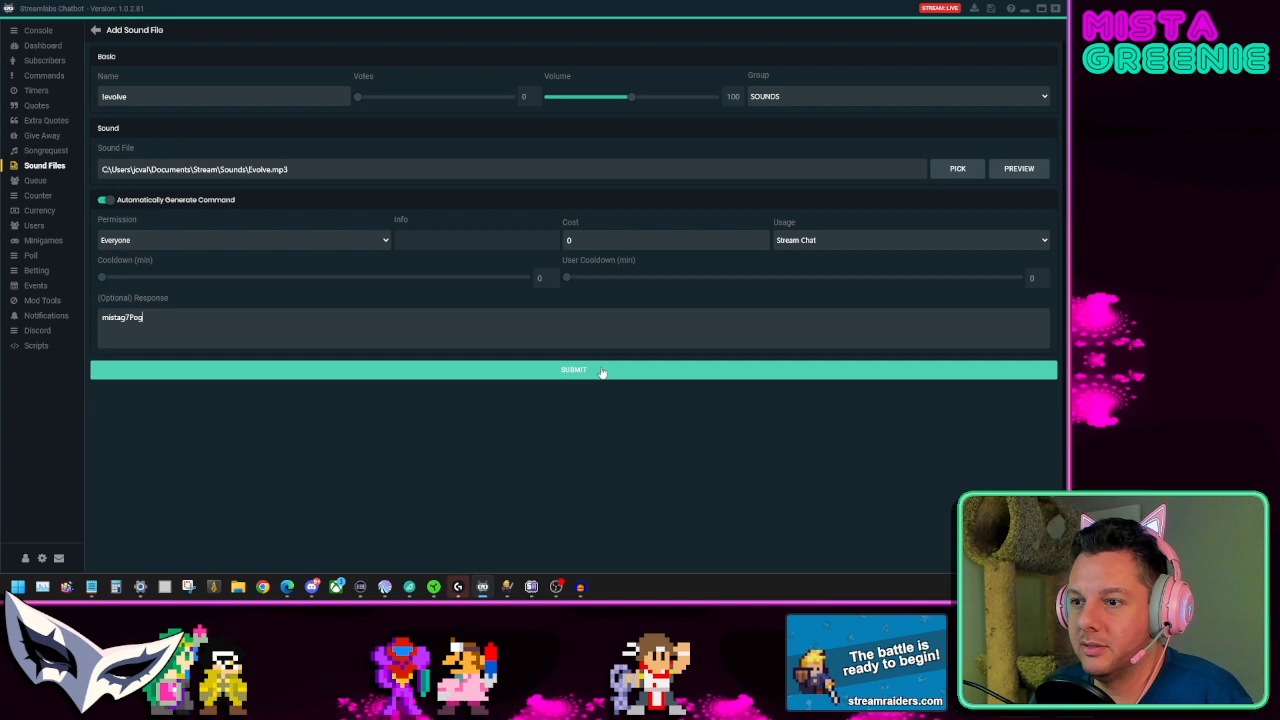 Streamlabs Chatbot - Version: 1.0.2.81
STREAM: LIVE
MISTA
GREENIE
Console
Dashboard
Subscribers
Commands
Timers
Quotes
Extra Quotes
Give Away
Songrequest
Sound Files
Queue
Counter
Currency
Users
Minigames
Poll
Betting
Events
Mod Tools
Notifications
Discord
Scripts
Add Sound File
Basic
Name Votes Volume Group
!evolve 0 100 SOUNDS
Sound
Sound File
C:\Users\jcval\Documents\Stream\Sounds\Evolve.mp3 PICK PREVIEW
Automatically Generate Command
Permission Info Cost Usage
Everyone 0 Stream Chat
Cooldown (min) User Cooldown (min)
0 0
(Optional) Response
mistag7Pog
SUBMIT
The battle is
ready to begin!
streamraiders.com